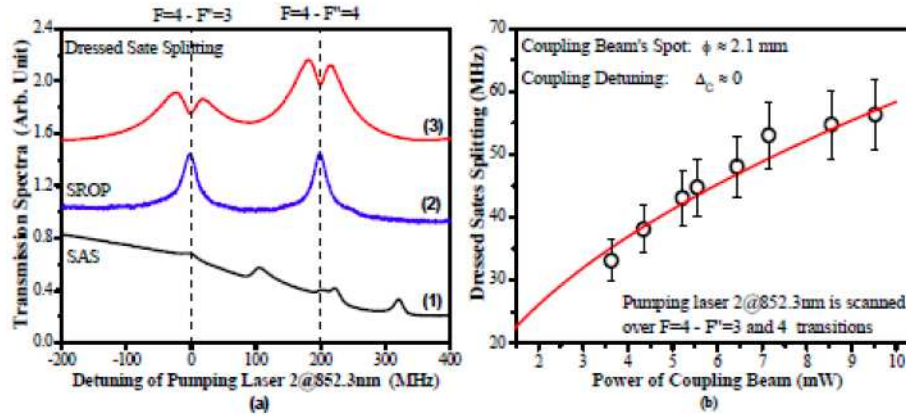 F=4 - F"=3
F=4 - F"=4
2.4
2.0
1.6
1.2
0.8
0.4
0.0
Transmission Spectra (Arb. Unit)
Dressed Sate Splitting
(3)
SROP
(2)
SAS
(1)
-200
-100
0
100
200
300
400
Detuning of Pumping Laser 2@852.3nm (MHz)
(a)
70
60
50
40
30
20
Dressed Sates Splitting (MHz)
Coupling Beam's Spot: ϕ ≈ 2.1 mm
Coupling Detuning: Δc ≈ 0
Pumping laser 2@852.3nm is scanned
over F=4 - F"=3 and 4 transitions
2
3
4
5
6
7
8
9
10
Power of Coupling Beam (mW)
(b)